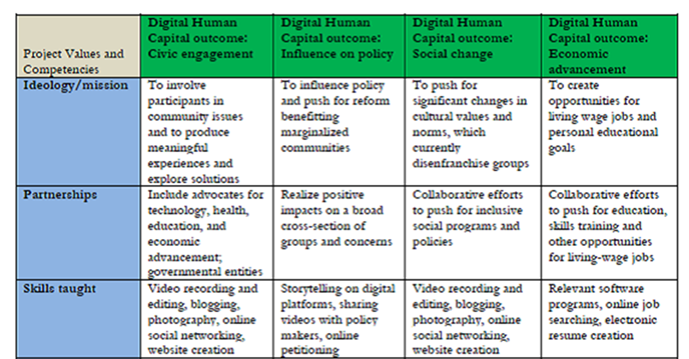 Project Values and
Competencies
Digital Human
Capital outcome:
Civic engagement
Digital Human
Capital outcome:
Influence on policy
Digital Human
Capital outcome:
Social change
Digital Human
Capital outcome:
Economic
advancement
Ideology/mission
To involve
participants in
community issues
and to produce
meaningful
experiences and
explore solutions
To influence policy
and push for reform
benefitting
marginalized
communities
To push for
significant changes in
cultural values and
norms, which
currently
disenfranchise groups
To create
opportunities for
living wage jobs and
personal educational
goals
Partnerships
Include advocates for
technology, health,
education, and
economic
advancement;
governmental entities
Realize positive
impacts on a broad
cross-section of
groups and concerns
Collaborative efforts
to push for inclusive
social programs and
policies
Collaborative efforts
to push for education,
skills training and
other opportunities
for living-wage jobs
Skills taught
Video recording and
editing, blogging,
photography, online
social networking,
website creation
Storytelling on digital
platforms, sharing
videos with policy
makers, online
petitioning
Video recording and
editing, blogging,
photography, online
social networking,
website creation
Relevant software
programs, online job
searching, electronic
resume creation